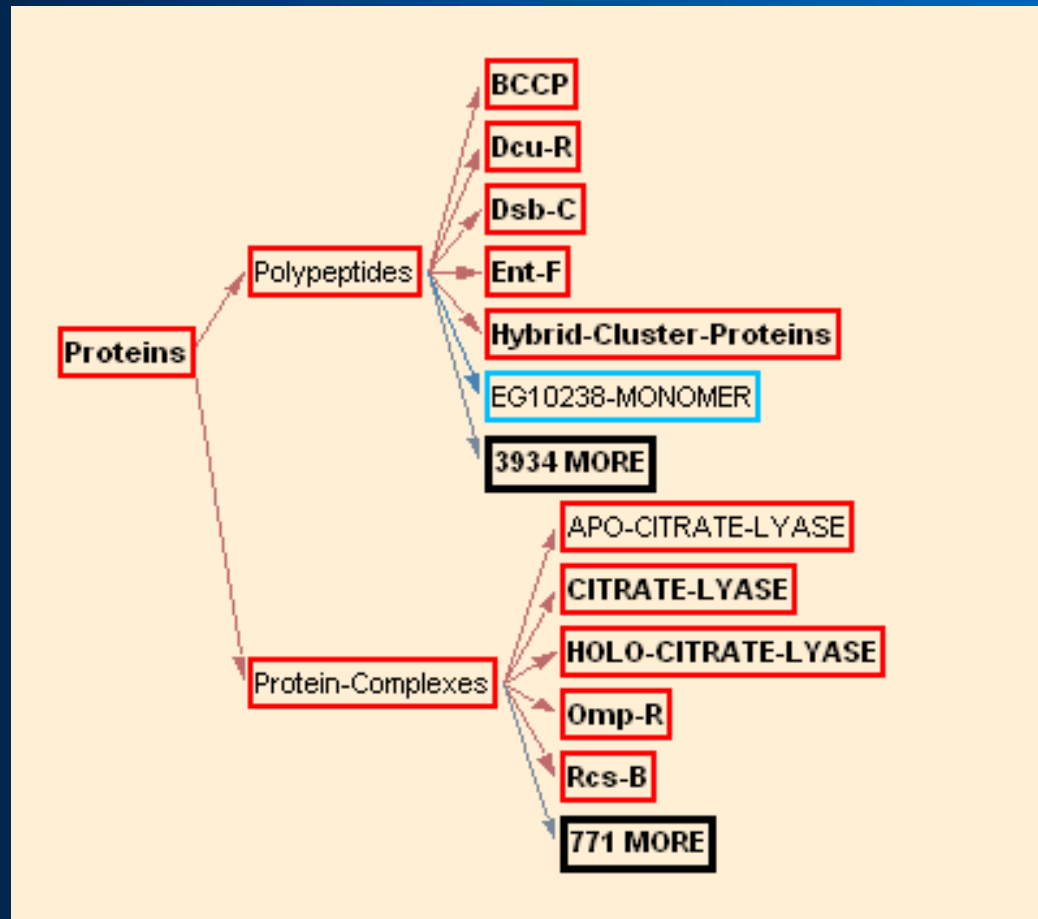 Proteins
Polypeptides
BCCP
Dcu-R
Dsb-C
Ent-F
Hybrid-Cluster-Proteins
EG10238-MONOMER
3934 MORE
Protein-Complexes
APO-CITRATE-LYASE
CITRATE-LYASE
HOLO-CITRATE-LYASE
Omp-R
Rcs-B
771 MORE